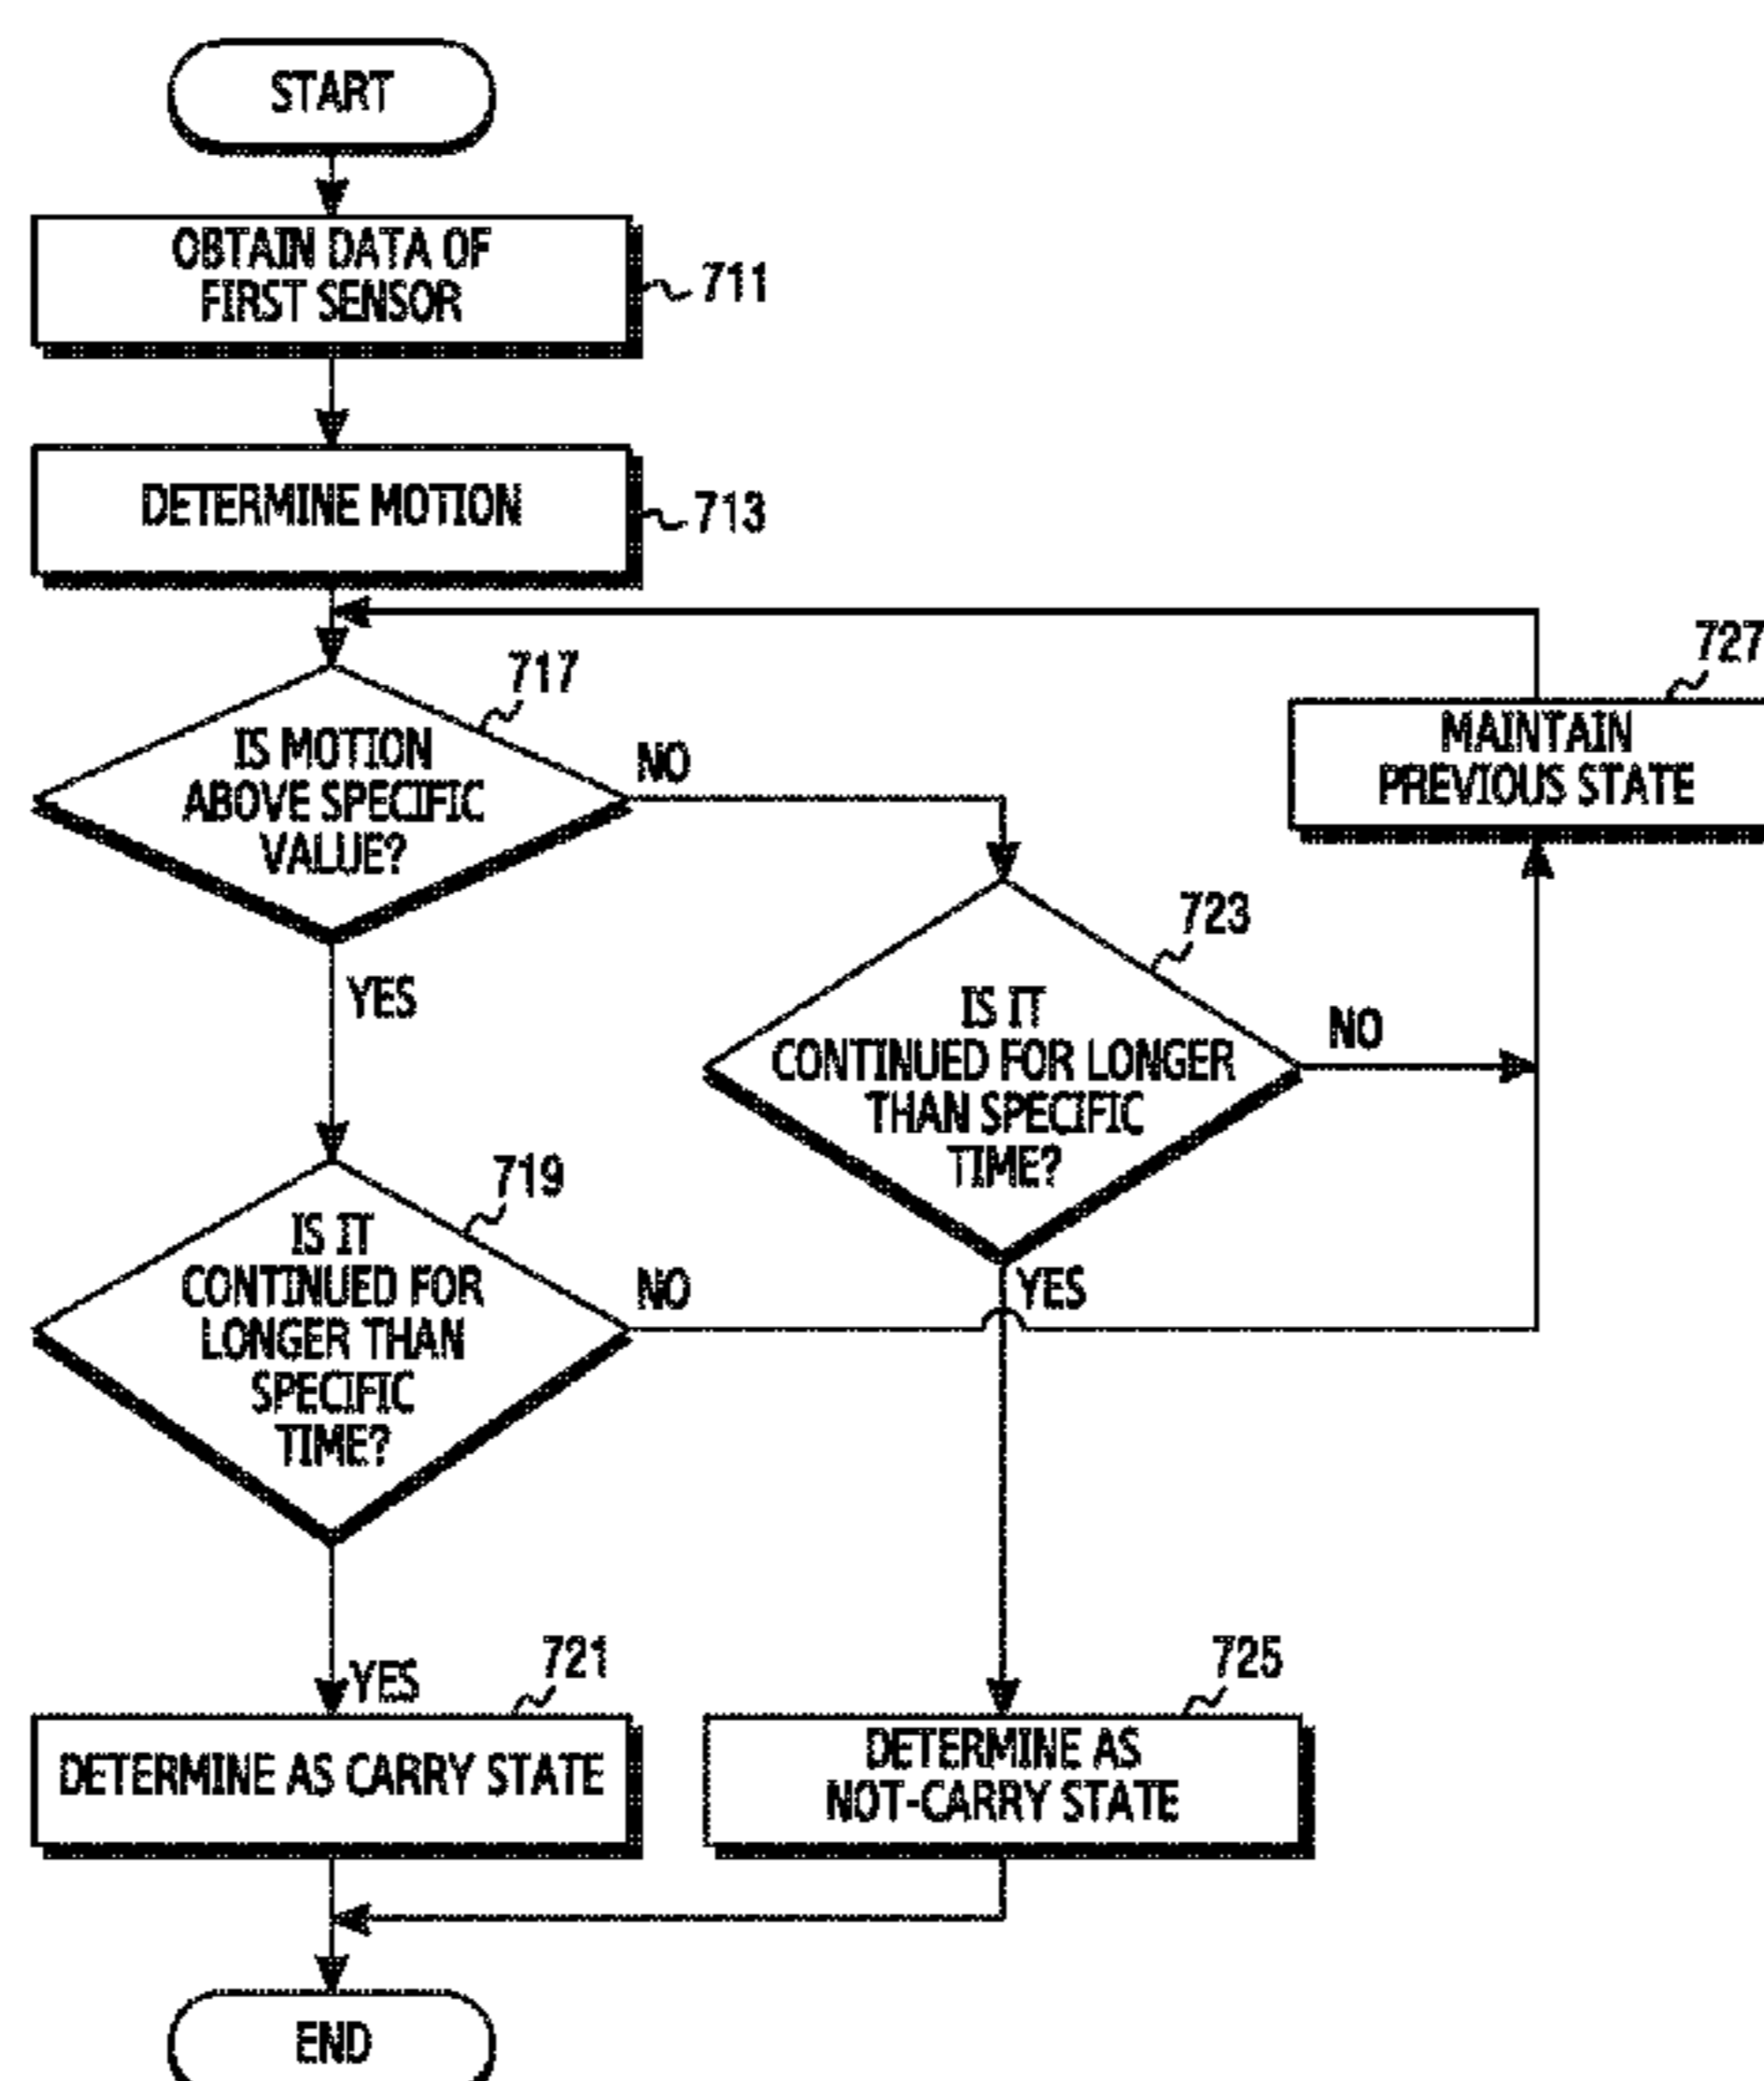 START
OBTAIN DATA OF
FIRST SENSOR
711
DETERMINE MOTION
713
727
MAINTAIN
PREVIOUS STATE
717
IS MOTION
ABOVE SPECIFIC
VALUE?
NO
YES
723
IS IT
CONTINUED FOR LONGER
THAN SPECIFIC
TIME?
NO
YES
719
IS IT
CONTINUED FOR
LONGER THAN
SPECIFIC
TIME?
NO
YES
721
DETERMINE AS CARRY STATE
725
DETERMINE AS
NOT-CARRY STATE
END